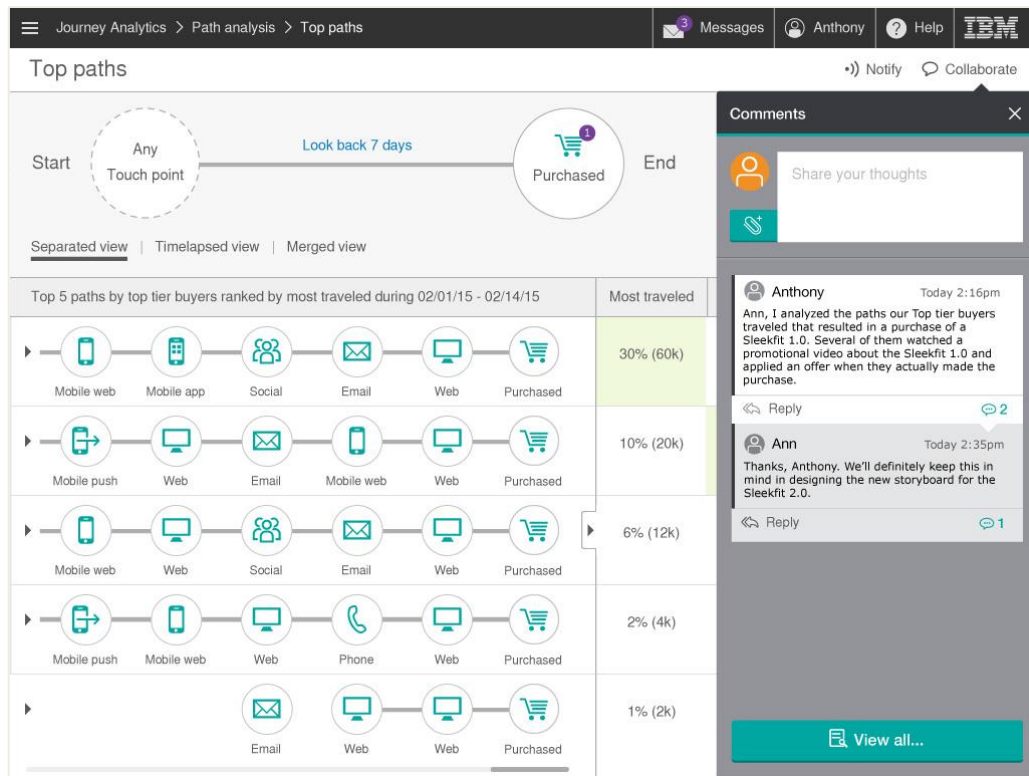 Journey Analytics > Path analysis > Top paths
3 Messages
Anthony
? Help
IBM
Top paths
Notify
Collaborate
Start
Any
Touch point
Look back 7 days
1
Purchased
End
Separated view | Timelapsed view | Merged view
Top 5 paths by top tier buyers ranked by most traveled during 02/01/15 - 02/14/15
Most traveled
Mobile web Mobile app Social Email Web Purchased
30% (60k)
Mobile push Web Email Mobile web Web Purchased
10% (20k)
Mobile web Web Social Email Web Purchased
6% (12k)
Mobile push Mobile web Web Phone Web Purchased
2% (4k)
Email Web Web Purchased
1% (2k)
Comments
Share your thoughts
Anthony Today 2:16pm
Ann, I analyzed the paths our Top tier buyers
traveled that resulted in a purchase of a
Sleekfit 1.0. Several of them watched a
promotional video about the Sleekfit 1.0 and
applied an offer when they actually made the
purchase.
Reply 2
Ann Today 2:35pm
Thanks, Anthony. We'll definitely keep this in
mind in designing the new storyboard for the
Sleekfit 2.0.
Reply 1
View all...